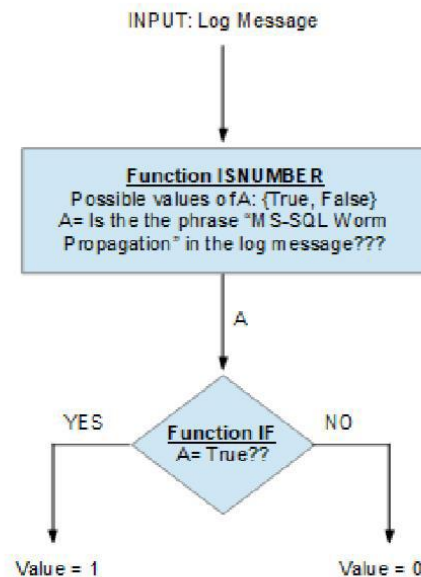 INPUT: Log Message
Function ISNUMBER
Possible values of A: {True, False}
A= Is the the phrase “MS-SQL Worm
Propagation” in the log message???
A
YES
NO
Function IF
A= True??
Value = 1
Value = 0